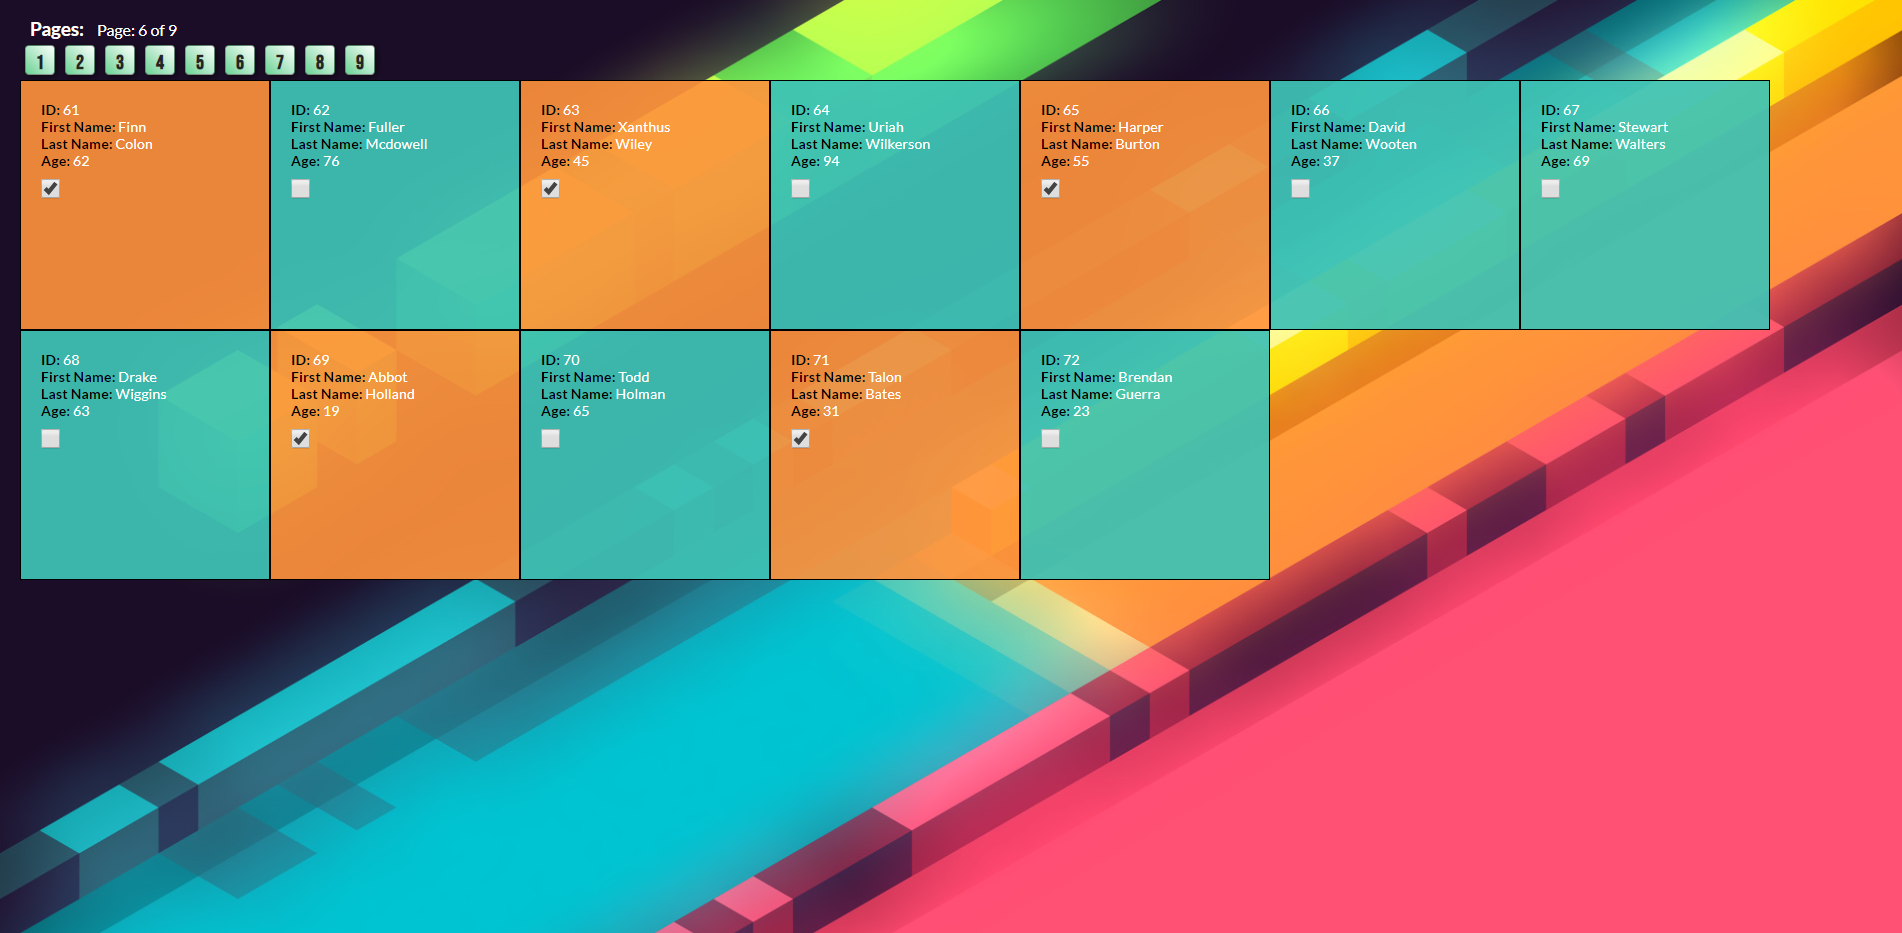 Pages: Page: 6 of 9
1 2 3 4 5 6 7 8 9
ID: 61
First Name: Finn
Last Name: Colon
Age: 62
ID: 62
First Name: Fuller
Last Name: Mcdowell
Age: 76
ID: 63
First Name: Xanthus
Last Name: Wiley
Age: 45
ID: 64
First Name: Uriah
Last Name: Wilkerson
Age: 94
ID: 65
First Name: Harper
Last Name: Burton
Age: 55
ID: 66
First Name: David
Last Name: Wooten
Age: 37
ID: 67
First Name: Stewart
Last Name: Walters
Age: 69
ID: 68
First Name: Drake
Last Name: Wiggins
Age: 63
ID: 69
First Name: Abbot
Last Name: Holland
Age: 19
ID: 70
First Name: Todd
Last Name: Holman
Age: 65
ID: 71
First Name: Talon
Last Name: Bates
Age: 31
ID: 72
First Name: Brendan
Last Name: Guerra
Age: 23